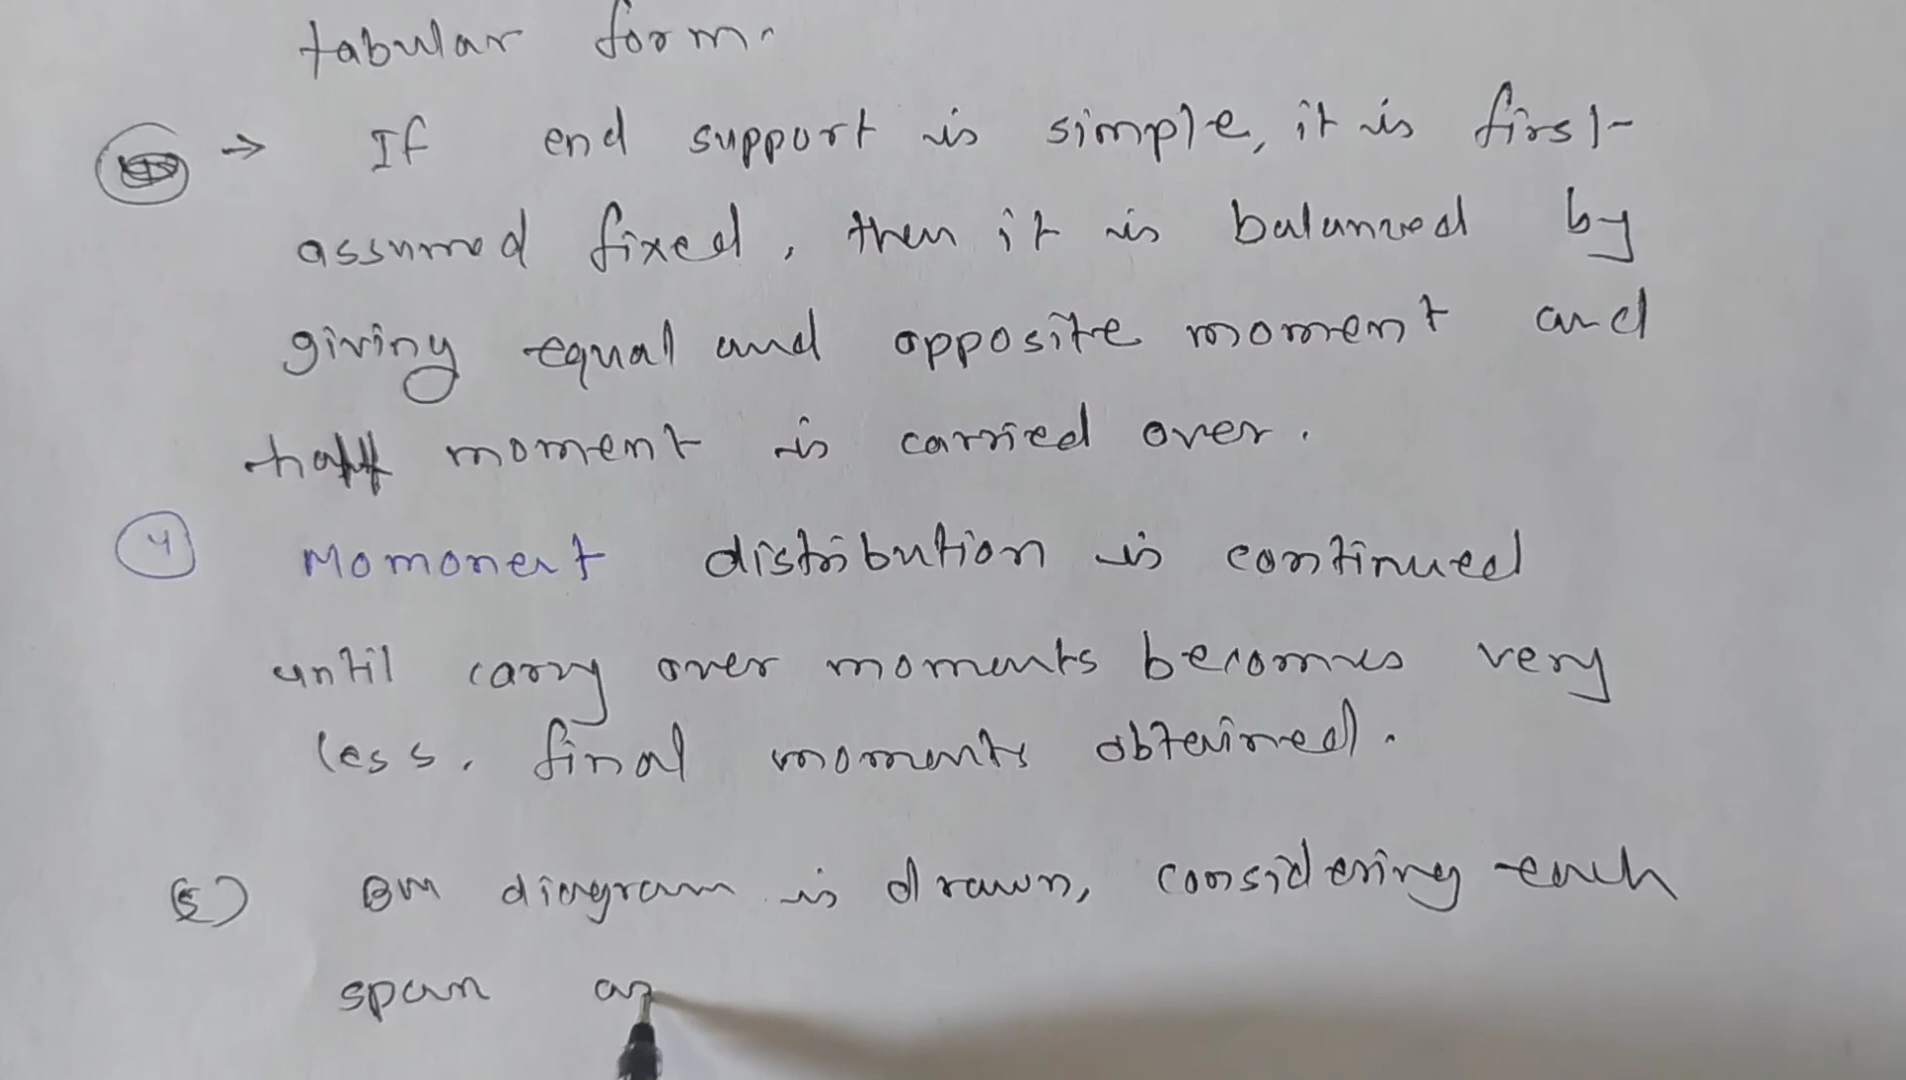 tabular form.
→ If end support is simple, it is first
assumed fixed, then it is balanced by
giving equal and opposite moment and
half moment is carried over.
4 Momonent distribution is continued
until carry over moments becomes very
less. final moments obtained.
5) BM diagram is drawn, considering each
span as